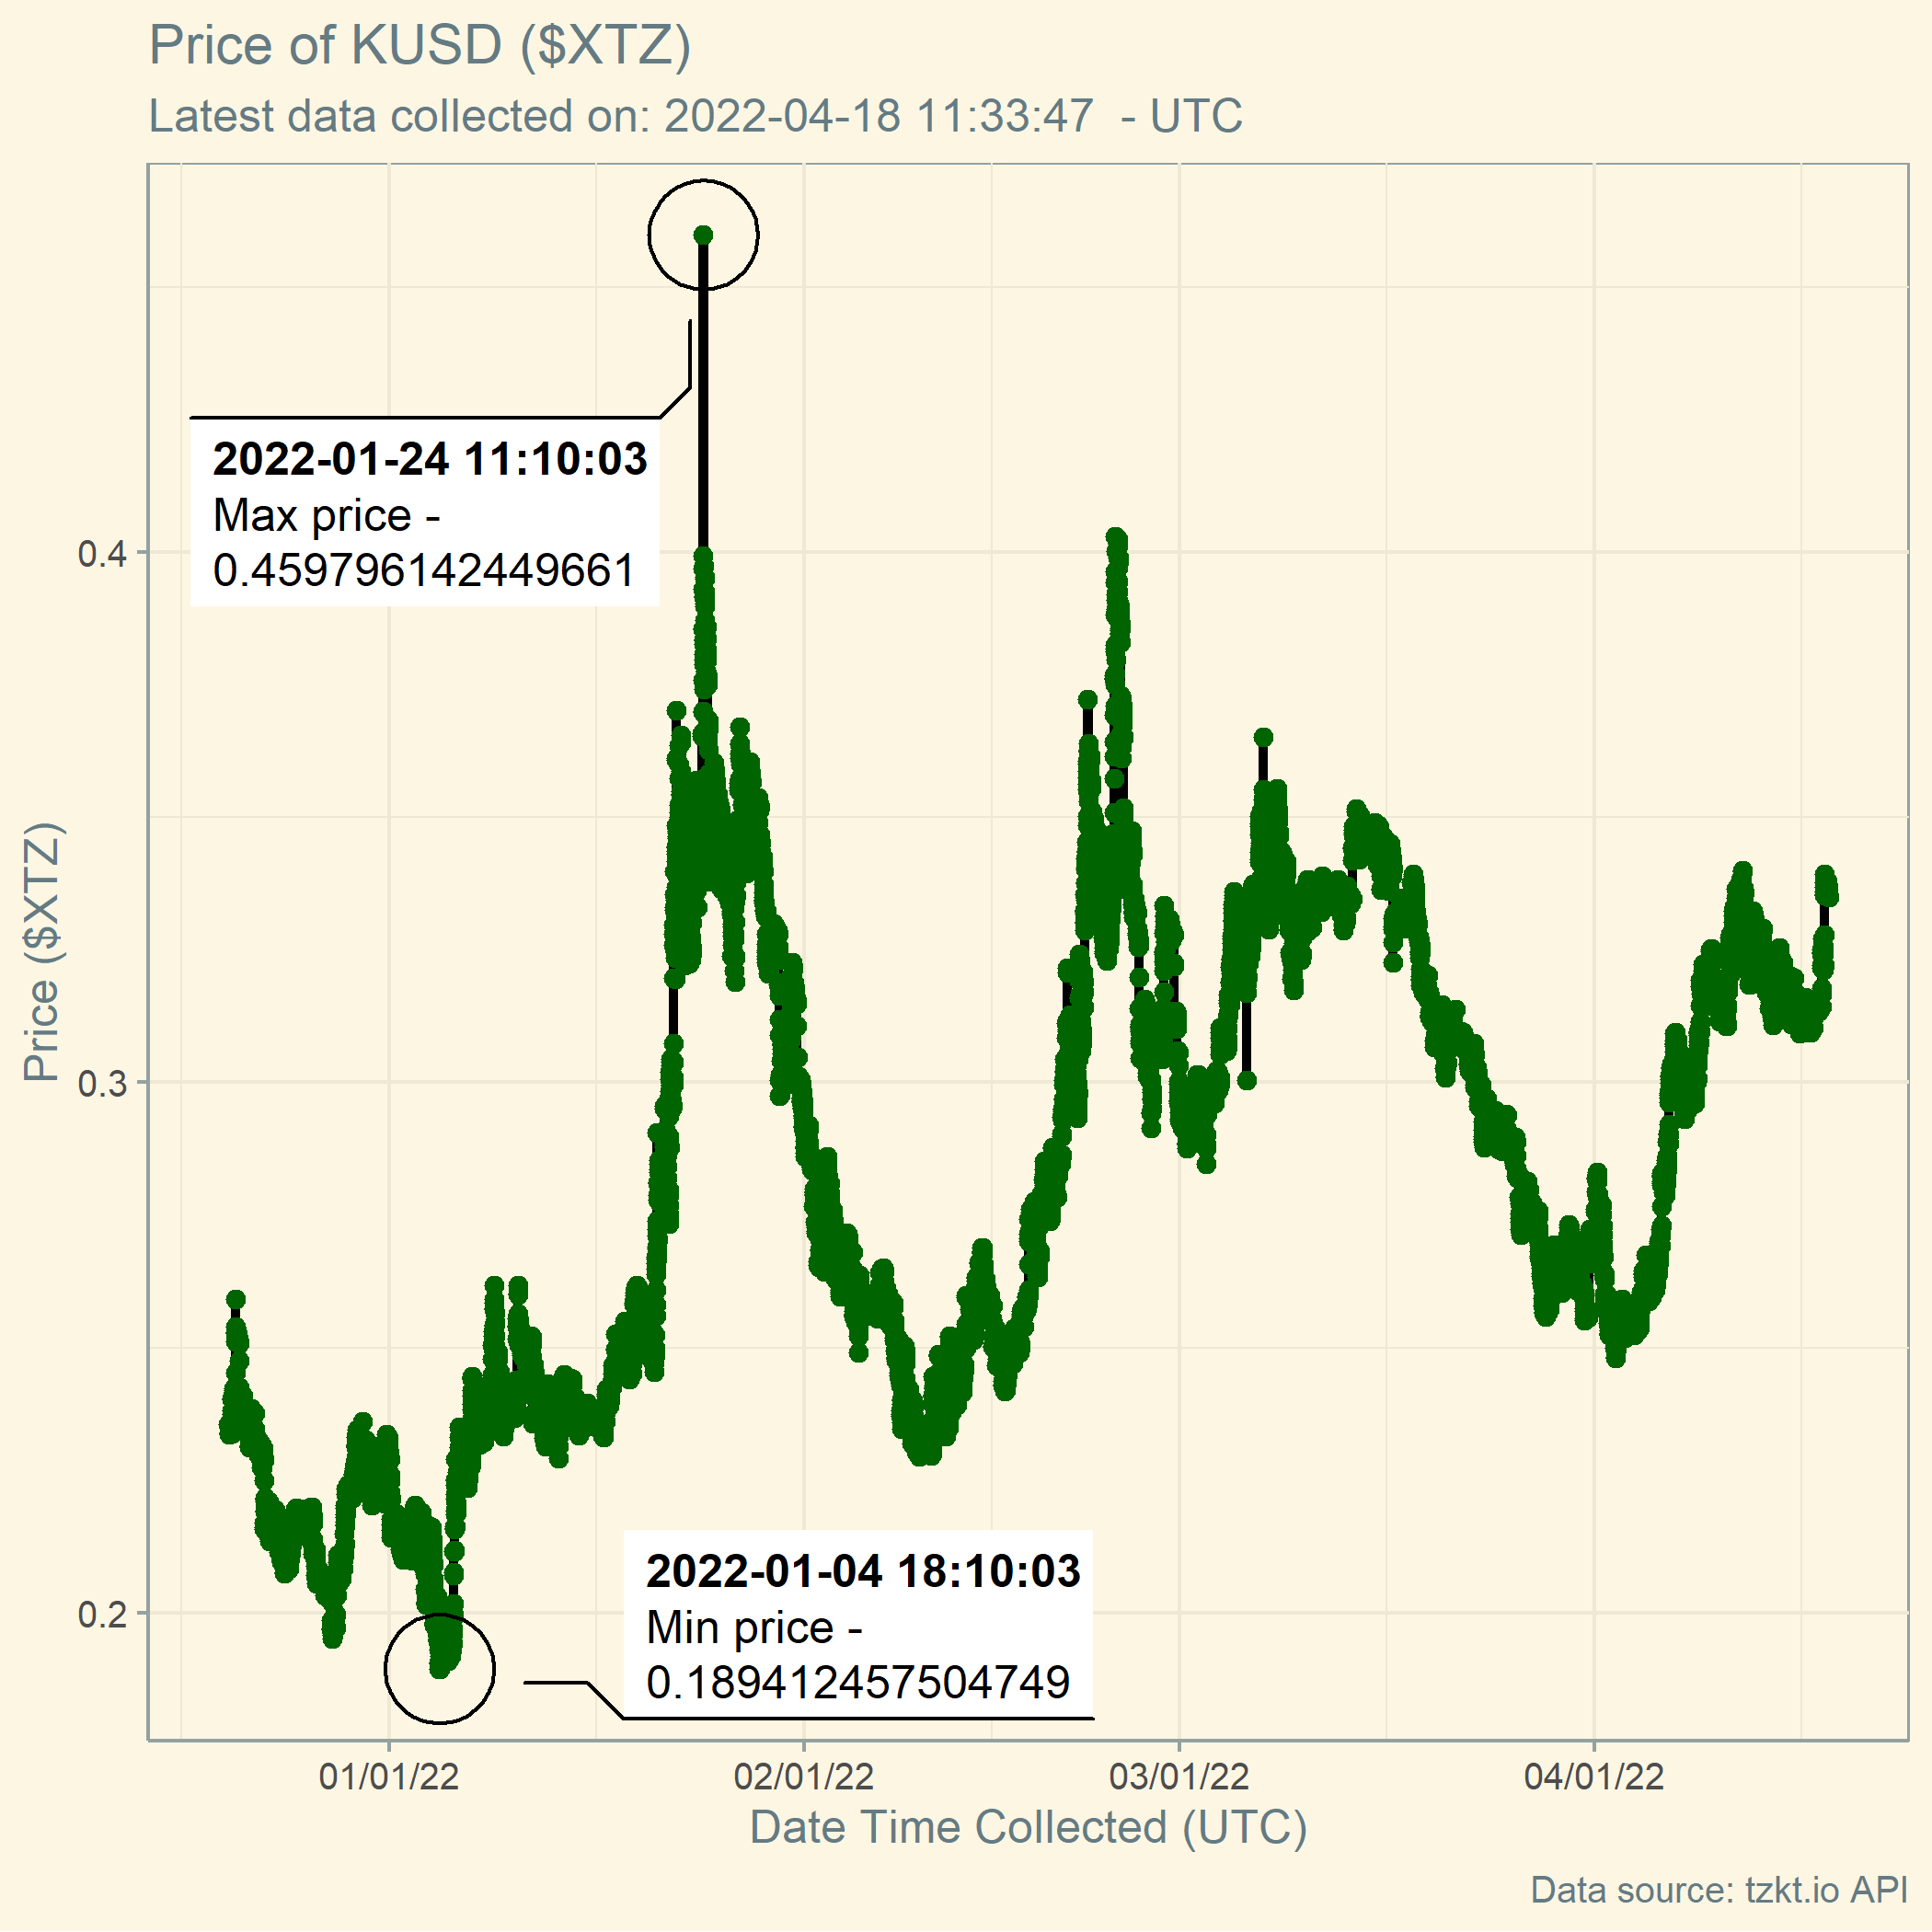 Price of KUSD ($XTZ)
Latest data collected on: 2022-04-18 11:33:47  - UTC
2022-01-24 11:10:03
Max price -
0.459796142449661
0.4
0.3
0.2
Price ($XTZ)
2022-01-04 18:10:03
Min price -
0.189412457504749
01/01/22
02/01/22
03/01/22
04/01/22
Date Time Collected (UTC)
Data source: tzkt.io API